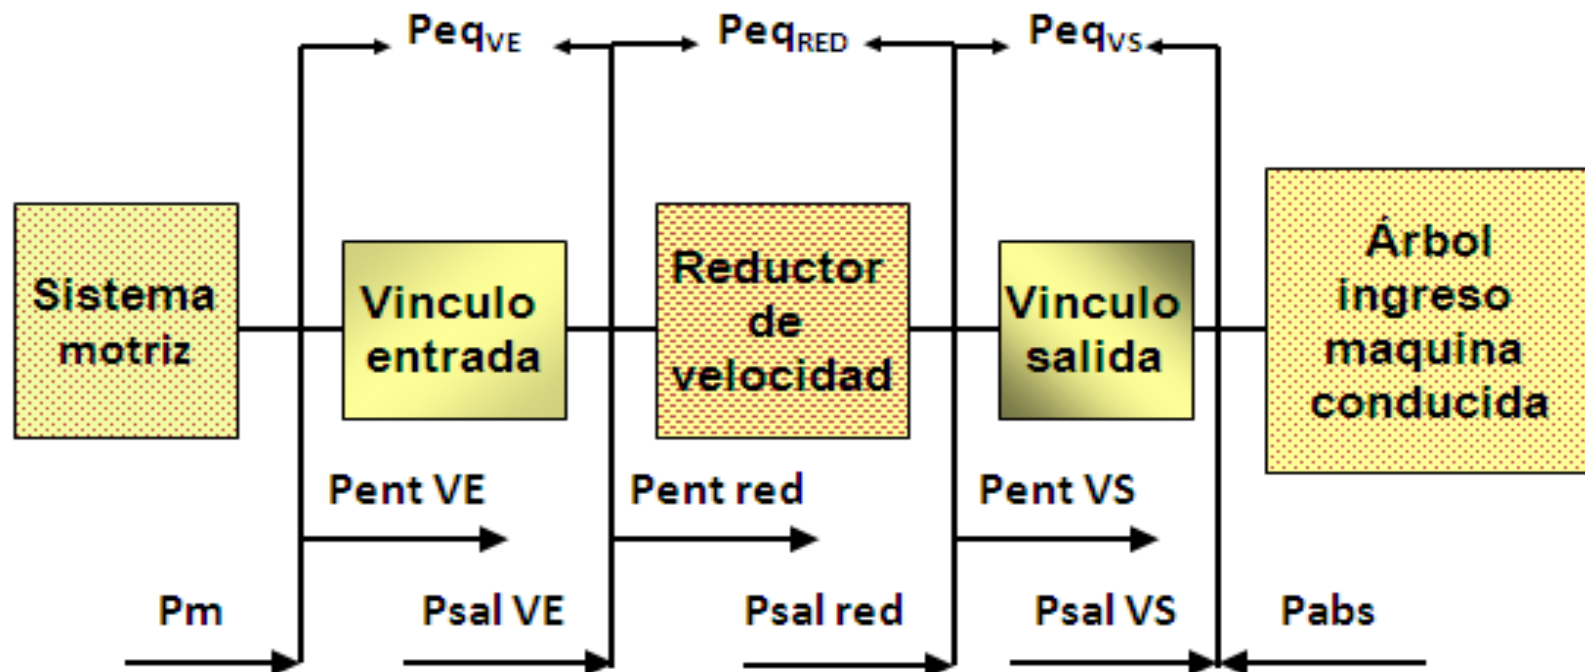 Peq VE
Peq RED
Peq VS
Sistema
motriz
Vinculo
entrada
Reductor
de
velocidad
Vinculo
salida
Árbol
ingreso
maquina
conducida
Pent VE
Pent red
Pent VS
Pm
Psal VE
Psal red
Psal VS
Pabs